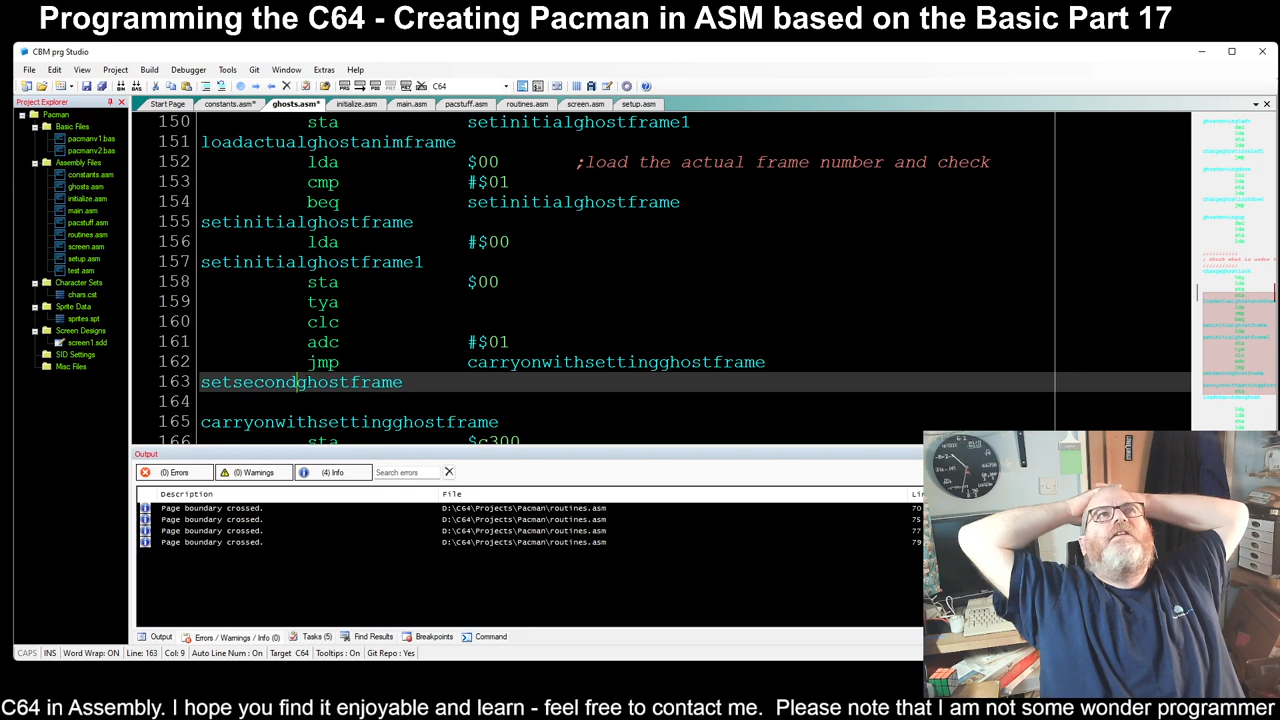 Programming the C64 - Creating Pacman in ASM based on the Basic Part 17
CBM prg Studio
File Edit View Project Build Debugger Tools Git Window Extras Help
C64
Project Explorer
Start Page constants.asm* ghosts.asm* initialize.asm main.asm pacstuff.asm routines.asm screen.asm setup.asm
Pacman
Basic Files
pacmanv1.bas
pacmanv2.bas
Assembly Files
constants.asm
ghosts.asm
initialize.asm
main.asm
pacstuff.asm
routines.asm
screen.asm
setup.asm
test.asm
Character Sets
chars.cst
Sprite Data
sprites.spt
Screen Designs
screen1.sdd
SID Settings
Misc Files
150 sta setinitialghostframe1
151 loadactualghostanimframe
152 lda $00 ;load the actual frame number and check
153 cmp #$01
154 beq setinitialghostframe
155 setinitialghostframe
156 lda #$00
157 setinitialghostframe1
158 sta $00
159 tya
160 clc
161 adc #$01
162 jmp carryonwithsettingghostframe
163 setsecondghostframe
164
165 carryonwithsettingghostframe
166 sta $c300
Output
(0) Errors (0) Warnings (4) Info Search errors
Description File Li
Page boundary crossed. D:\C64\Projects\Pacman\routines.asm 70
Page boundary crossed. D:\C64\Projects\Pacman\routines.asm 75
Page boundary crossed. D:\C64\Projects\Pacman\routines.asm 77
Page boundary crossed. D:\C64\Projects\Pacman\routines.asm 79
Output Errors / Warnings / Info (0) Tasks (5) Find Results Breakpoints Command
CAPS INS Word Wrap: ON Line: 163 Col: 9 Auto Line Num : On Target C64 Tooltips : On Git Repo : Yes
C64 in Assembly. I hope you find it enjoyable and learn - feel free to contact me. Please note that I am not some wonder programmer